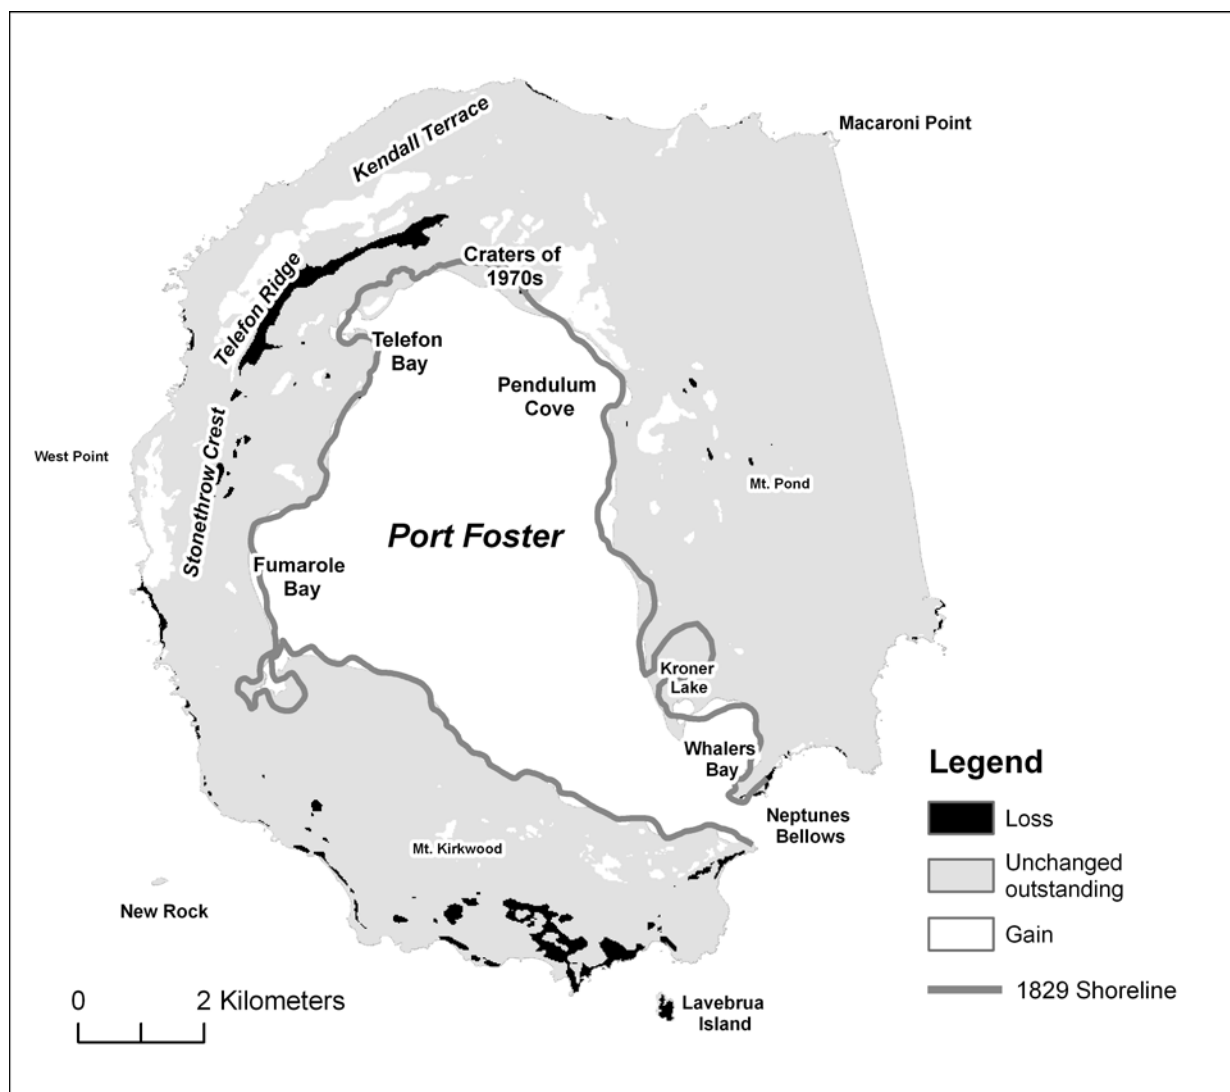 Kendall Terrace
Macaroni Point
Craters of
1970s
Telefon Ridge
Telefon
Bay
Pendulum
Cove
Stonethrow Crest
West Point
Mt. Pond
Port Foster
Fumarole
Bay
Kroner
Lake
Whalers
Bay
Neptunes
Bellows
Mt. Kirkwood
New Rock
Lavebrua
Island
0 2 Kilometers
Legend
Loss
Unchanged
outstanding
Gain
1829 Shoreline